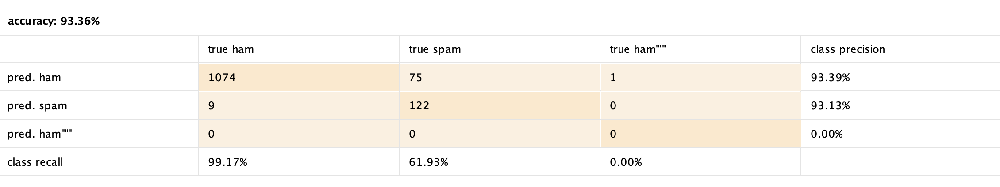 accuracy: 93.36%
true ham true spam true ham"""" class precision
pred. ham 1074 75 1 93.39%
pred. spam 9 122 0 93.13%
pred. ham"""" 0 0 0 0.00%
class recall 99.17% 61.93% 0.00%